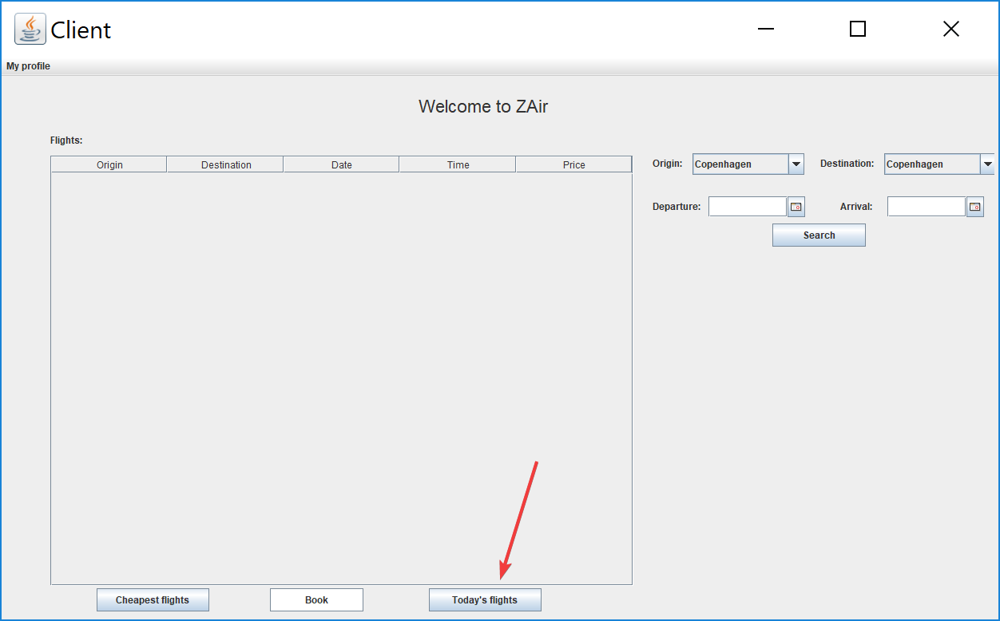 Client
My profile
Welcome to ZAir
Flights:
Origin Destination Date Time Price
Origin: Copenhagen Destination: Copenhagen
Departure: Arrival:
Search
Cheapest flights Book Today's flights